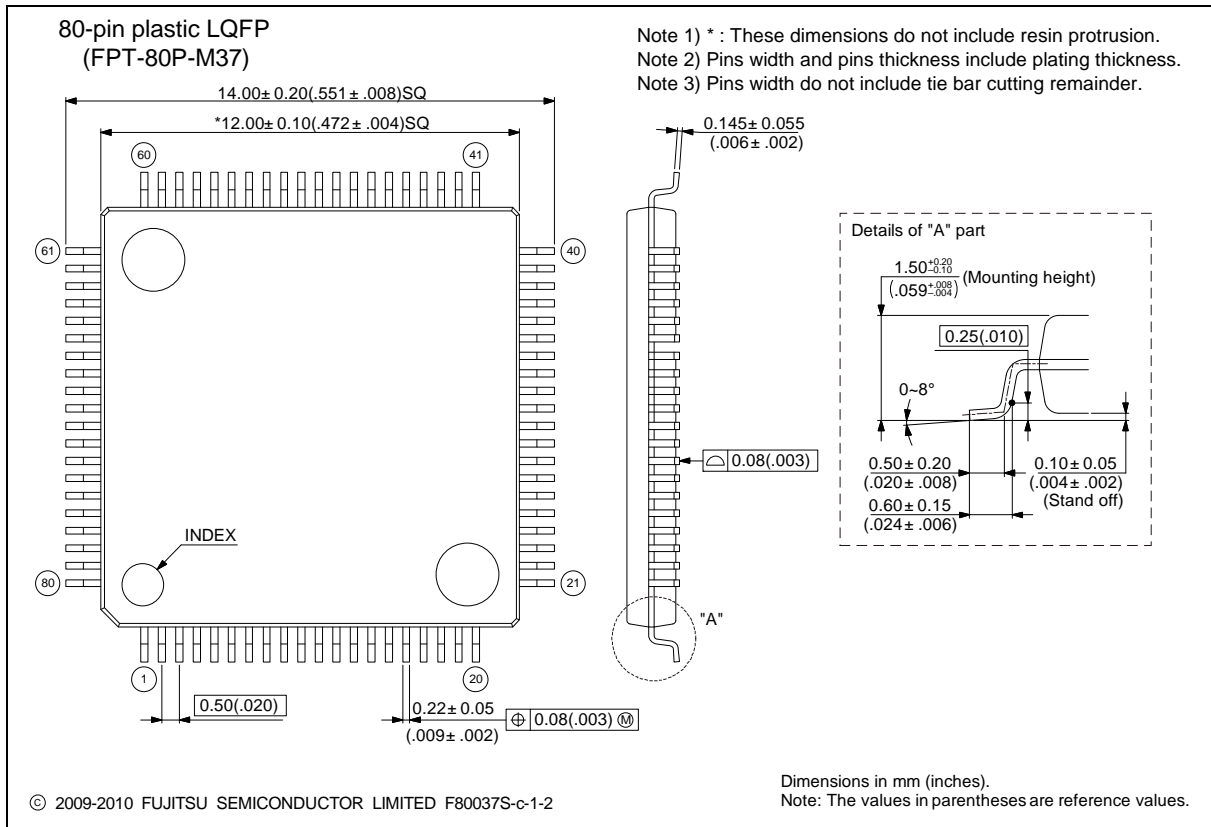 80-pin plastic LQFP
(FPT-80P-M37)
Note 1) * : These dimensions do not include resin protrusion.
Note 2) Pins width and pins thickness include plating thickness.
Note 3) Pins width do not include tie bar cutting remainder.
14.00± 0.20(.551± .008)SQ
*12.00± 0.10(.472± .004)SQ
60
41
61
40
80
21
INDEX
1
20
0.50(.020)
0.22± 0.05
(.009± .002)
⌖ 0.08(.003) Ⓜ
0.145± 0.055
(.006± .002)
⌓ 0.08(.003)
"A"
Details of "A" part
1.50+0.20
−0.10
(.059+.008
−.004)
(Mounting height)
0.25(.010)
0~8°
0.50± 0.20
(.020± .008)
0.60± 0.15
(.024± .006)
0.10± 0.05
(.004± .002)
(Stand off)
© 2009-2010 FUJITSU SEMICONDUCTOR LIMITED F80037S-c-1-2
Dimensions in mm (inches).
Note: The values in parentheses are reference values.